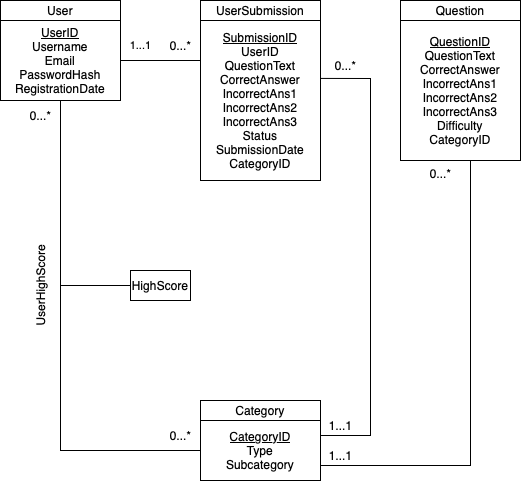 User
UserID
Username
Email
PasswordHash
RegistrationDate
1...1
0...*
UserSubmission
SubmissionID
UserID
QuestionText
CorrectAnswer
IncorrectAns1
IncorrectAns2
IncorrectAns3
Status
SubmissionDate
CategoryID
0...*
Question
QuestionID
QuestionText
CorrectAnswer
IncorrectAns1
IncorrectAns2
IncorrectAns3
Difficulty
CategoryID
0...*
0...*
UserHighScore
HighScore
0...*
Category
CategoryID
Type
Subcategory
1...1
1...1